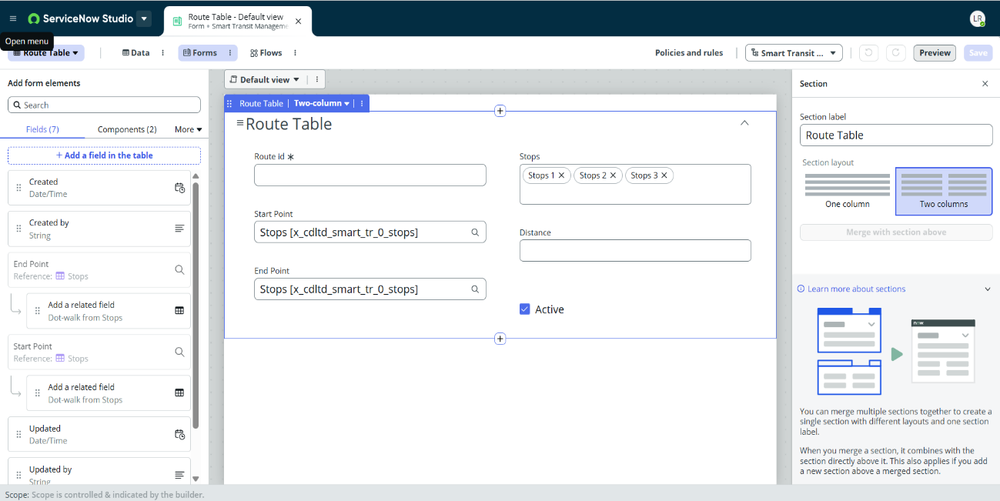 ServiceNow Studio
Route Table - Default view
Form • Smart Transit Manageme
LR
Open menu
Route Table
Data
Forms
Flows
Policies and rules
Smart Transit ...
Preview
Save
Add form elements
Search
Fields (7)
Components (2)
More
+ Add a field in the table
Created
Date/Time
Created by
String
End Point
Reference: Stops
Add a related field
Dot-walk from Stops
Start Point
Reference: Stops
Add a related field
Dot-walk from Stops
Updated
Date/Time
Updated by
String
Default view
Route Table | Two-column
Route Table
Route id *
Start Point
Stops [x_cdltd_smart_tr_0_stops]
End Point
Stops [x_cdltd_smart_tr_0_stops]
Stops
Stops 1 Stops 2 Stops 3
Distance
Active
Section
Section label
Route Table
Section layout
One column
Two columns
Merge with section above
Learn more about sections
now
You can merge multiple sections together to create a
single section with different layouts and one section
label.
When you merge a section, it combines with the
section directly above it. This also applies if you add
a new section above a merged section.
Scope: Scope is controlled & indicated by the builder.